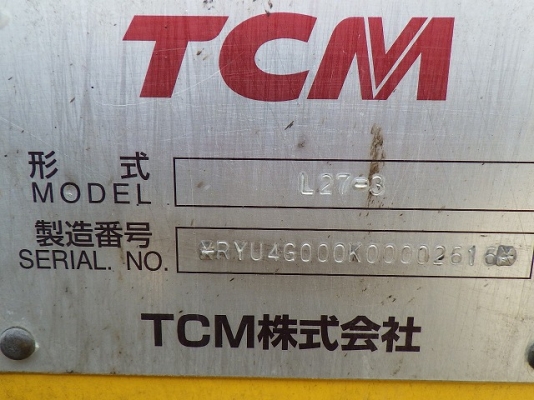 TCM
形式 L27-3
MODEL
製造番号 *RYU4G000K00002616*
SERIAL. NO.
TCM株式会社